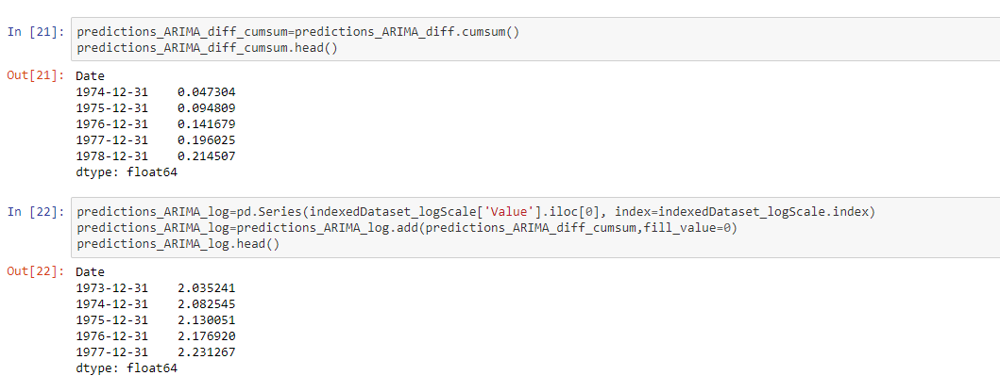 In [21]: predictions_ARIMA_diff_cumsum=predictions_ARIMA_diff.cumsum()
predictions_ARIMA_diff_cumsum.head()
Out[21]: Date
1974-12-31    0.047304
1975-12-31    0.094809
1976-12-31    0.141679
1977-12-31    0.196025
1978-12-31    0.214507
dtype: float64
In [22]: predictions_ARIMA_log=pd.Series(indexedDataset_logScale['Value'].iloc[0], index=indexedDataset_logScale.index)
predictions_ARIMA_log=predictions_ARIMA_log.add(predictions_ARIMA_diff_cumsum,fill_value=0)
predictions_ARIMA_log.head()
Out[22]: Date
1973-12-31    2.035241
1974-12-31    2.082545
1975-12-31    2.130051
1976-12-31    2.176920
1977-12-31    2.231267
dtype: float64